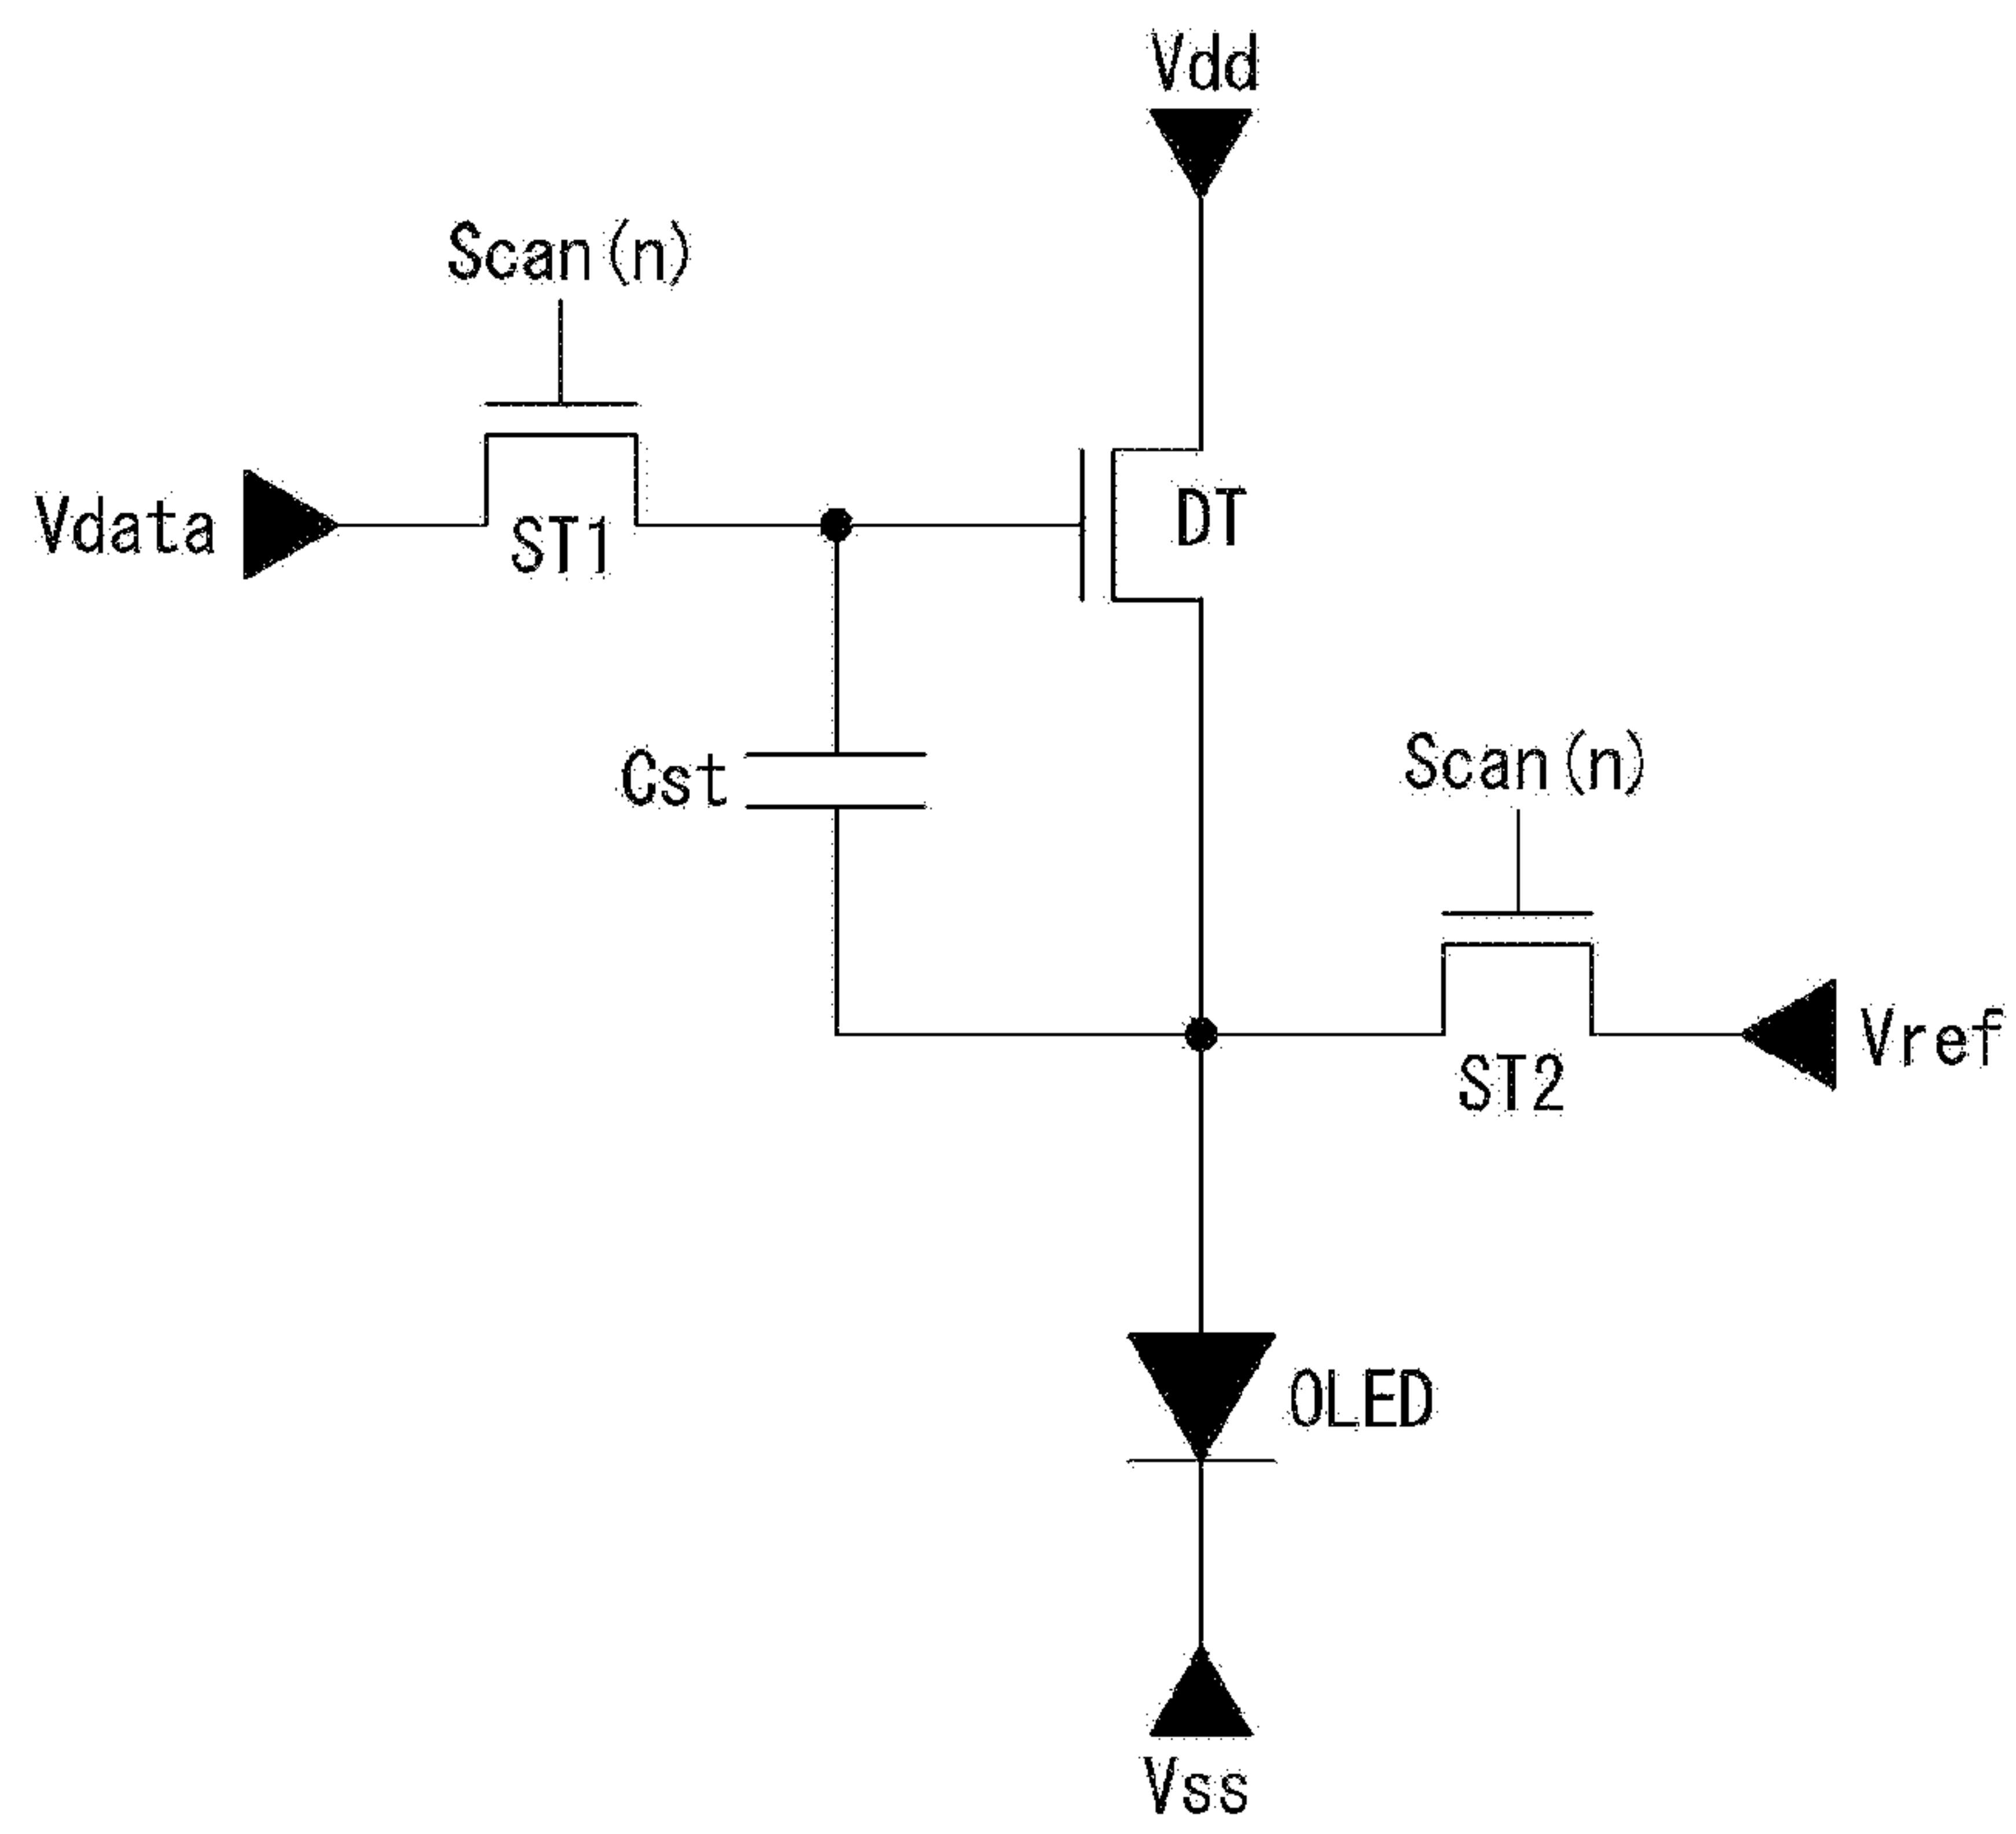 Vdd
Scan(n)
Vdata
ST1
DT
Cst
Scan(n)
Vref
ST2
OLED
Vss